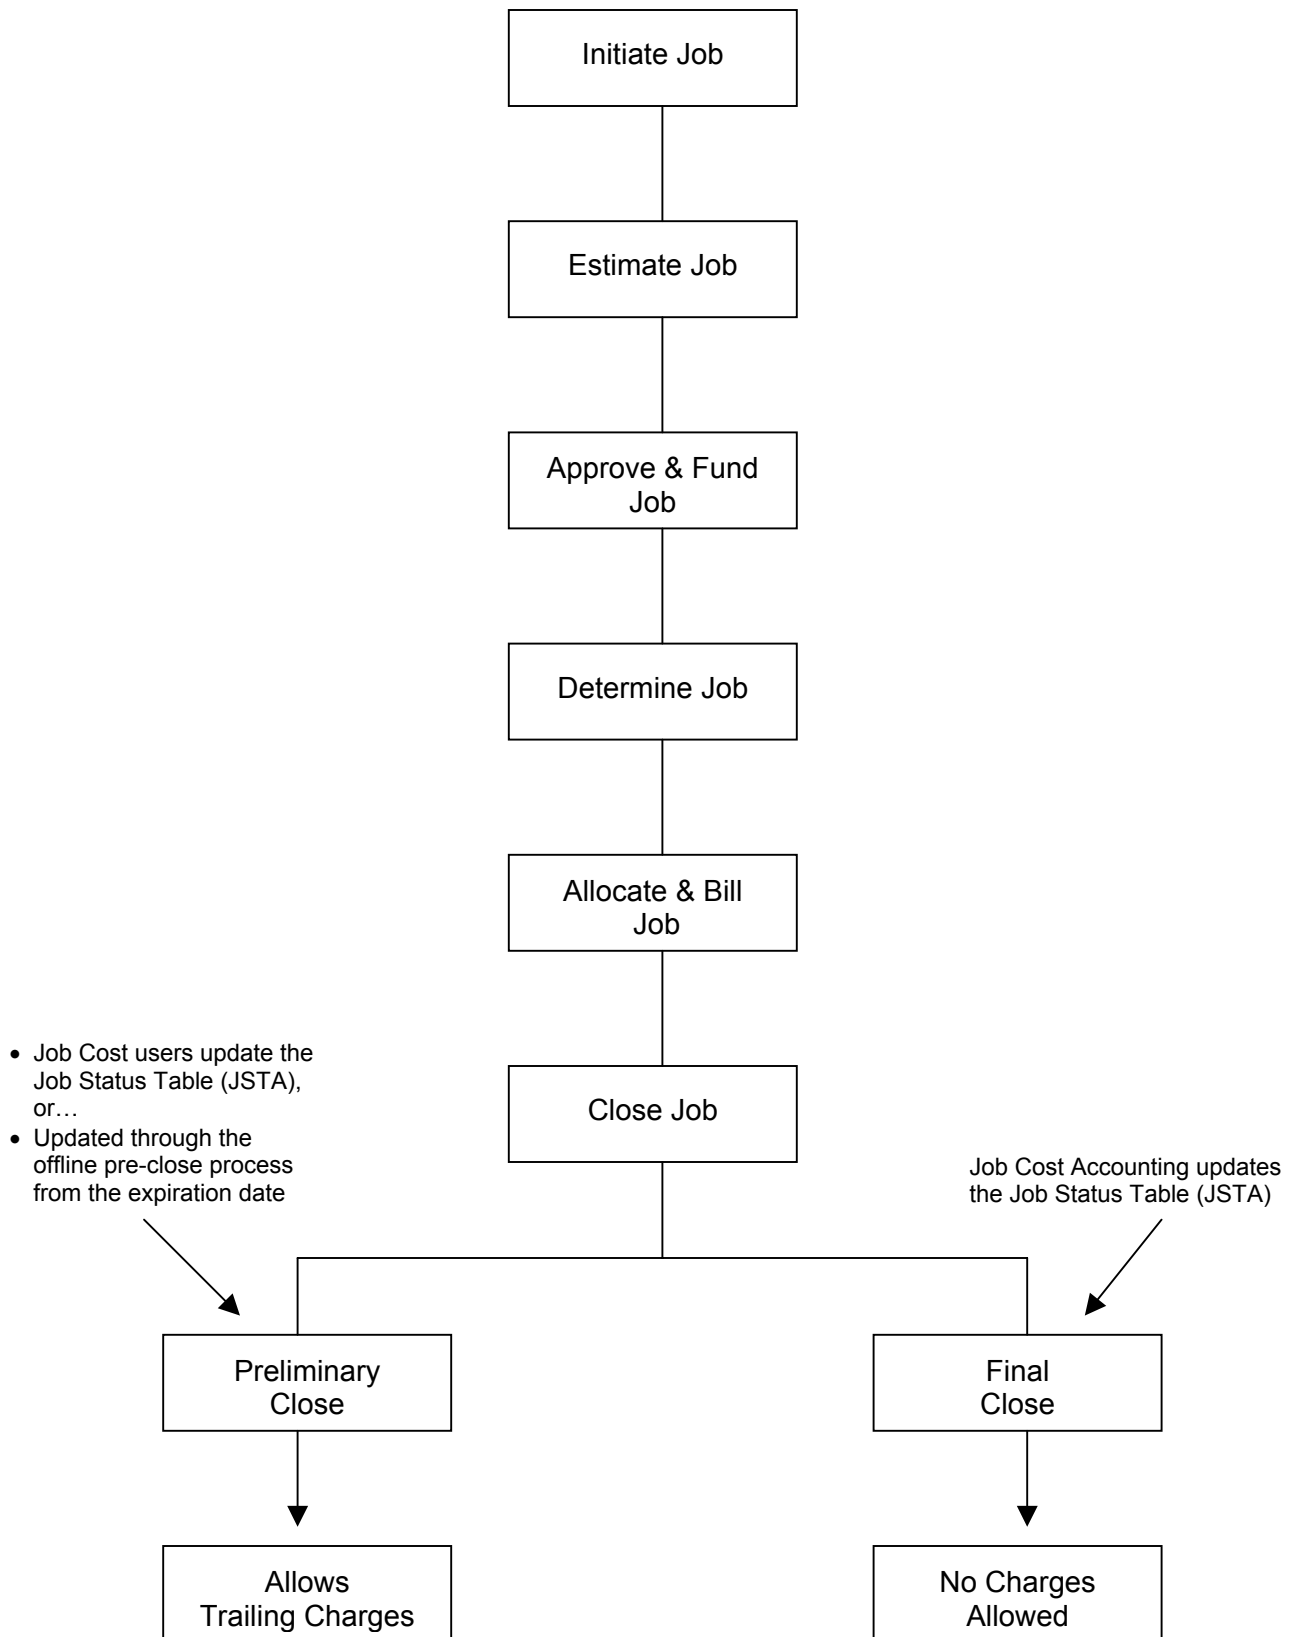 Initiate Job
Estimate Job
Approve & Fund
Job
Determine Job
Allocate & Bill
Job
• Job Cost users update the
Job Status Table (JSTA),
or…
• Updated through the
offline pre-close process
from the expiration date
Close Job
Job Cost Accounting updates
the Job Status Table (JSTA)
Preliminary
Close
Final
Close
Allows
Trailing Charges
No Charges
Allowed